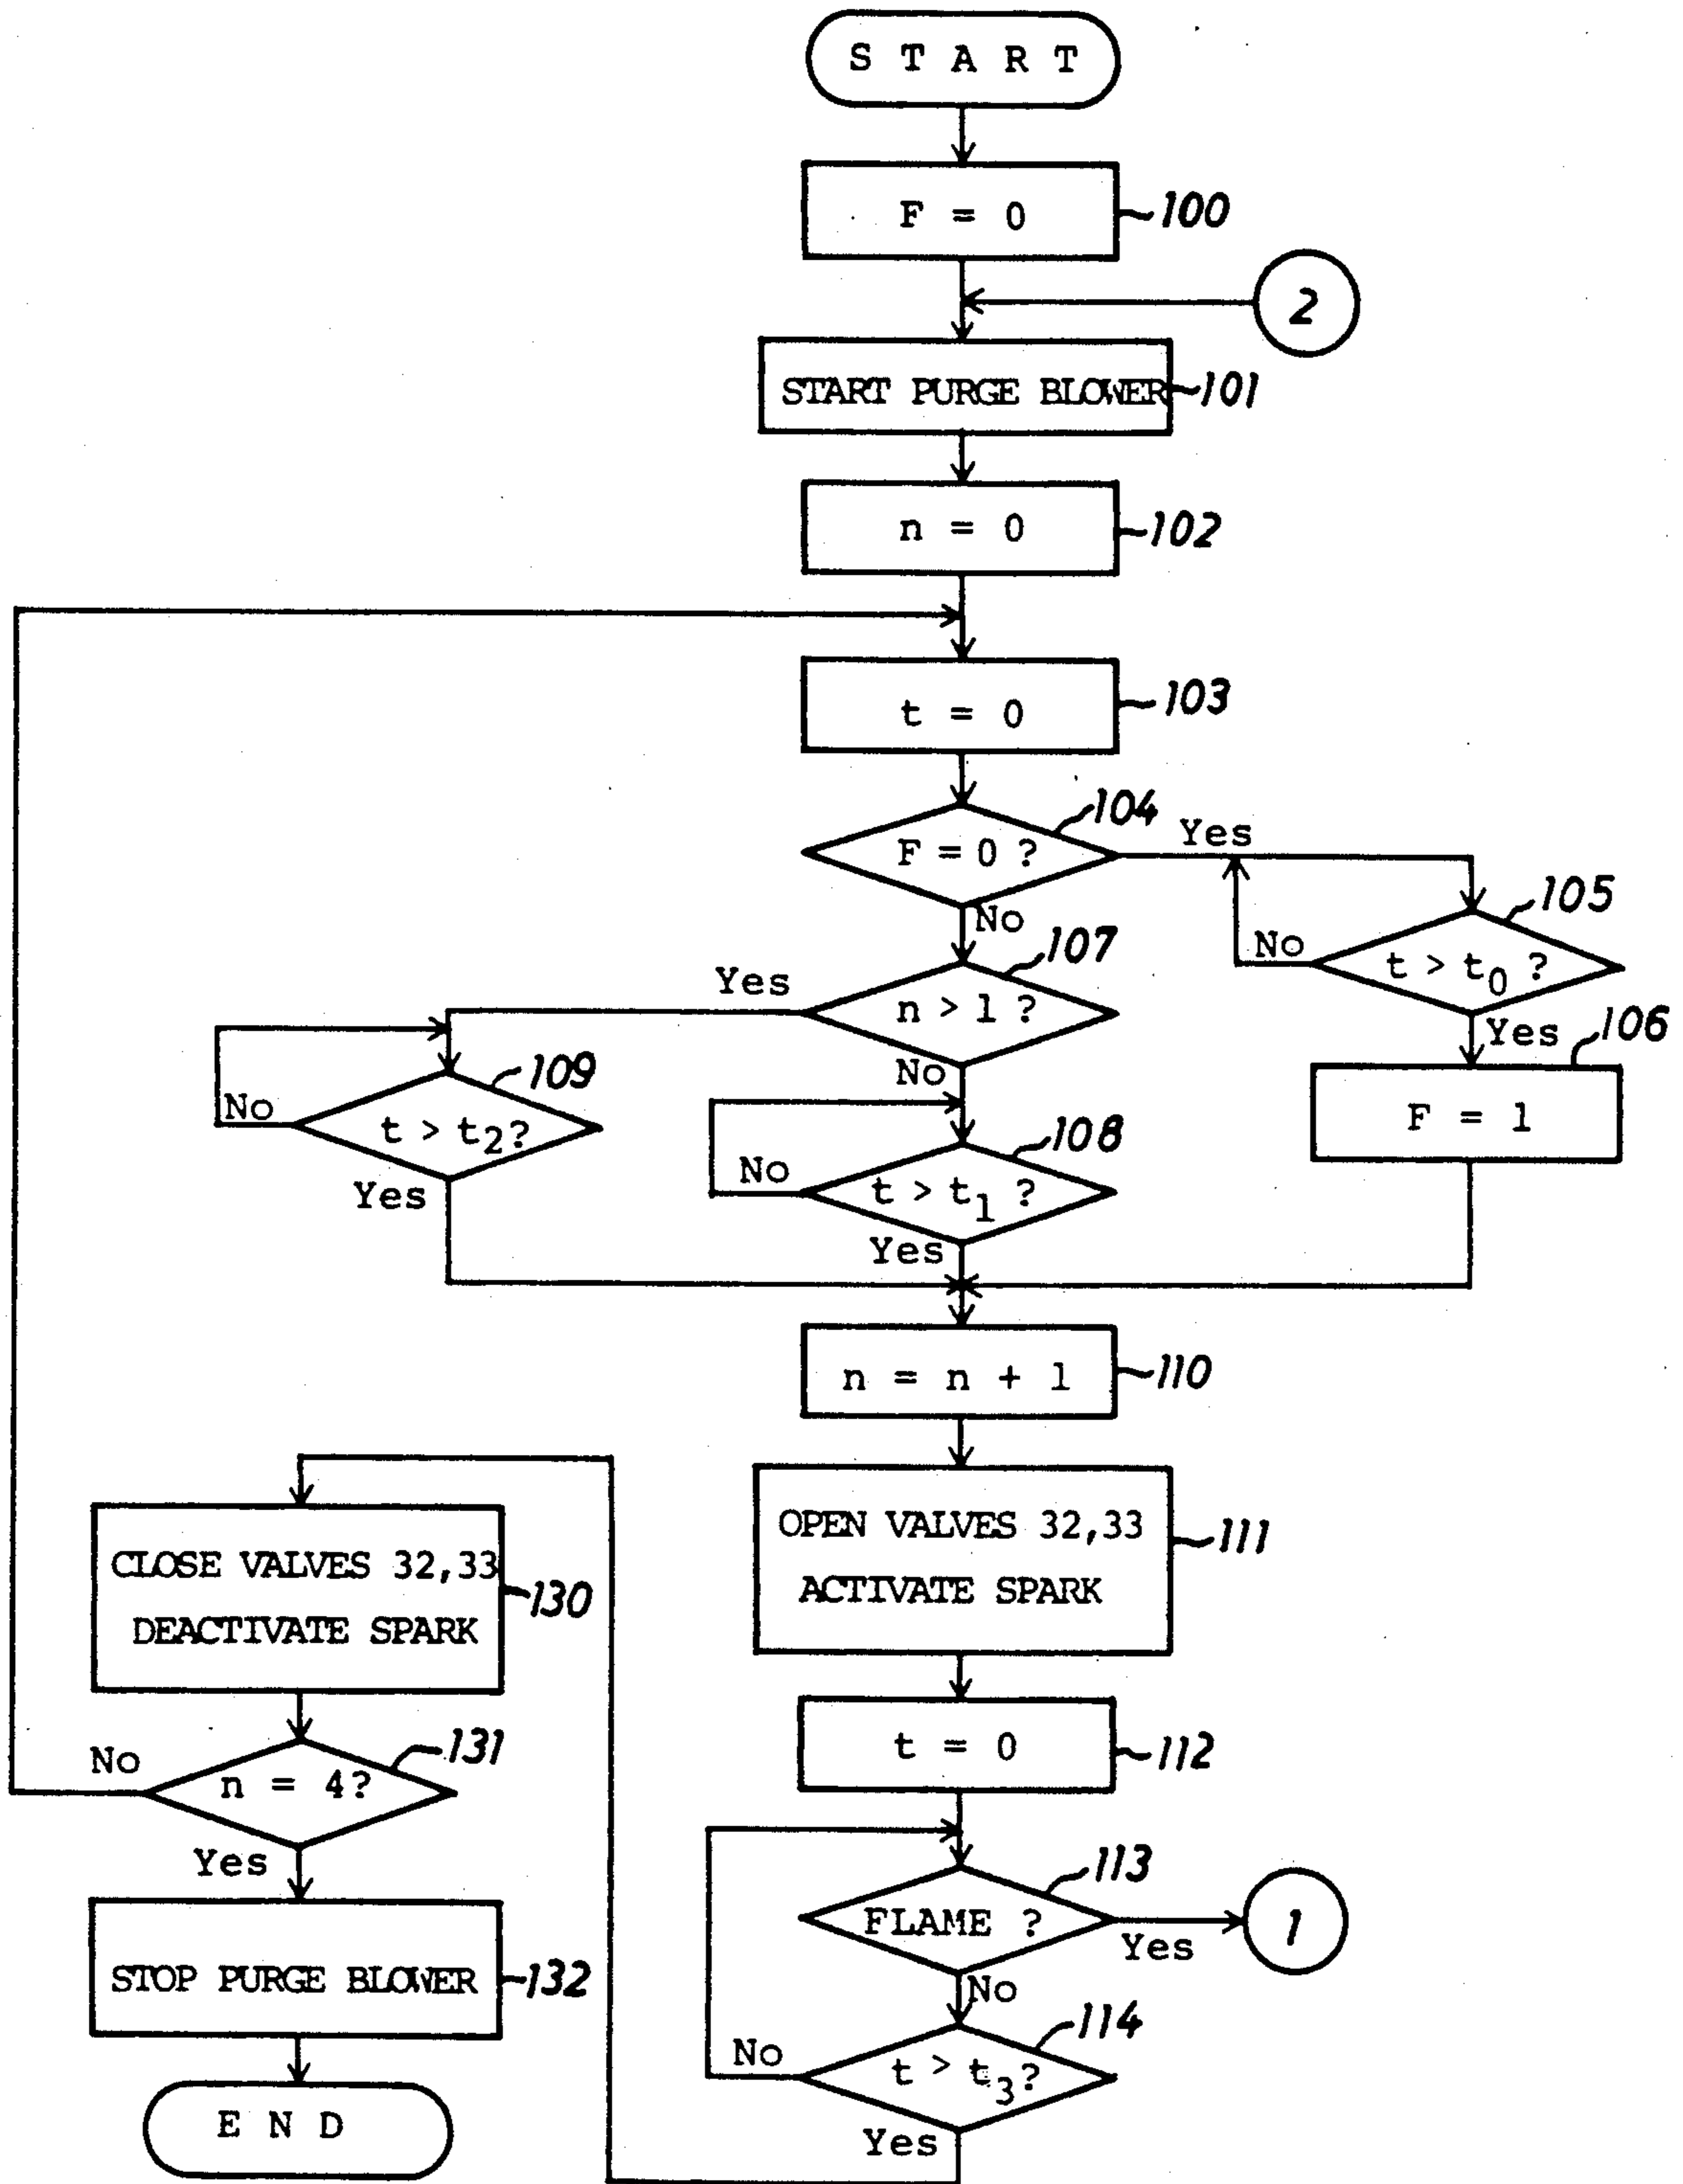 S T A R T
F = 0
100
2
START PURGE BLOWER
101
n = 0
102
t = 0
103
F = 0 ?
104
Yes
No
t > t0 ?
105
No
Yes
F = 1
106
n > 1 ?
107
Yes
No
t > t2?
109
No
Yes
t > t1 ?
108
No
Yes
n = n + 1
110
OPEN VALVES 32,33
ACTIVATE SPARK
111
t = 0
112
FLAME ?
113
Yes
1
No
t > t3?
114
No
Yes
CLOSE VALVES 32,33
DEACTIVATE SPARK
130
n = 4?
131
No
Yes
STOP PURGE BLOWER
132
E N D